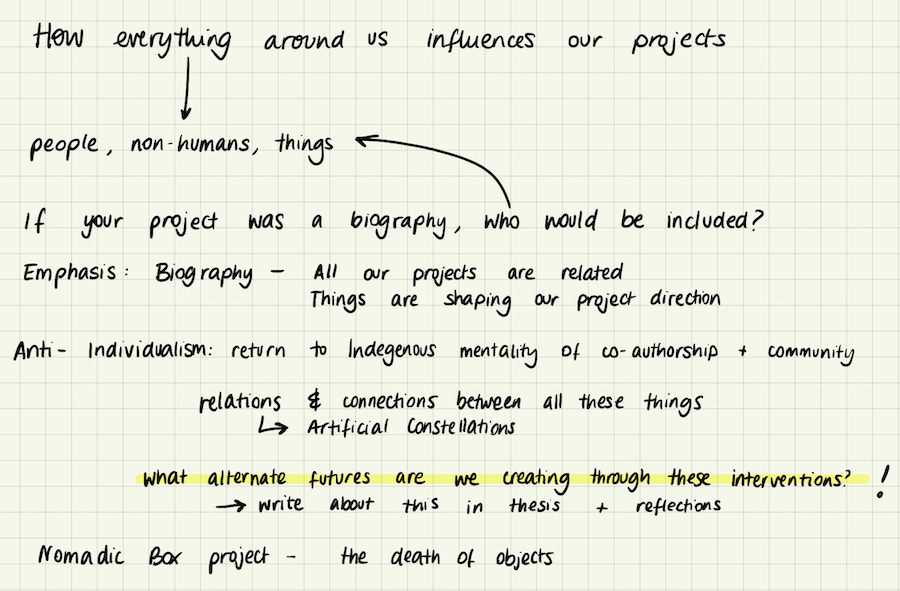 How everything around us influences our projects
people, non-humans, things
If your project was a biography, who would be included?
Emphasis: Biography - All our projects are related
Things are shaping our project direction
Anti-Individualism: return to Indegenous mentality of co-authorship + community
relations & connections between all these things
↳ Artificial Constellations
What alternate futures are we creating through these interventions? !
→ write about this in thesis + reflections
Nomadic Box project - the death of objects